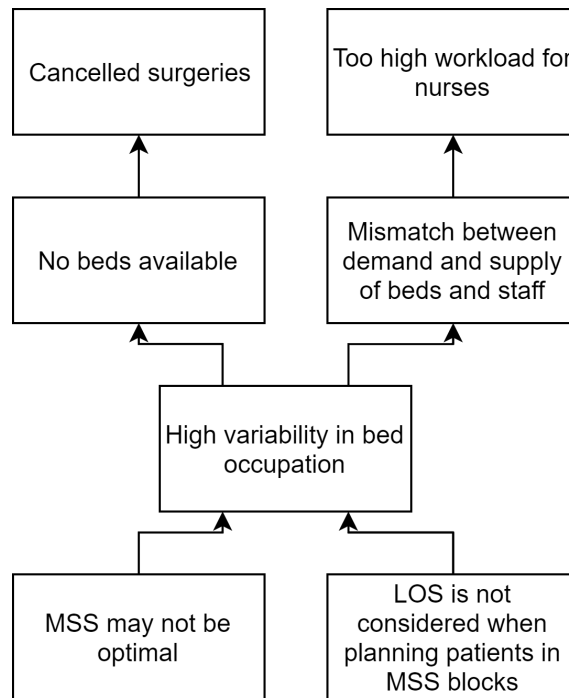 Cancelled surgeries
Too high workload for
nurses
No beds available
Mismatch between
demand and supply
of beds and staff
High variability in bed
occupation
MSS may not be
optimal
LOS is not
considered when
planning patients in
MSS blocks